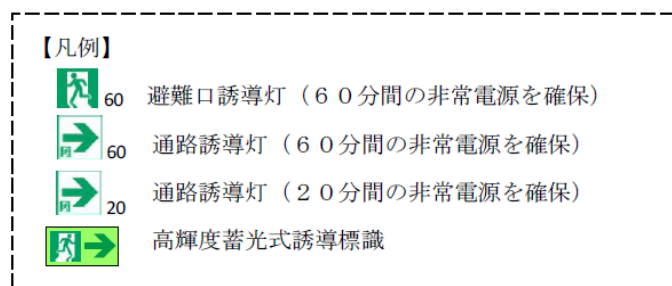 【凡例】
60 避難口誘導灯（６０分間の非常電源を確保）
60 通路誘導灯（６０分間の非常電源を確保）
20 通路誘導灯（２０分間の非常電源を確保）
高輝度蓄光式誘導標識